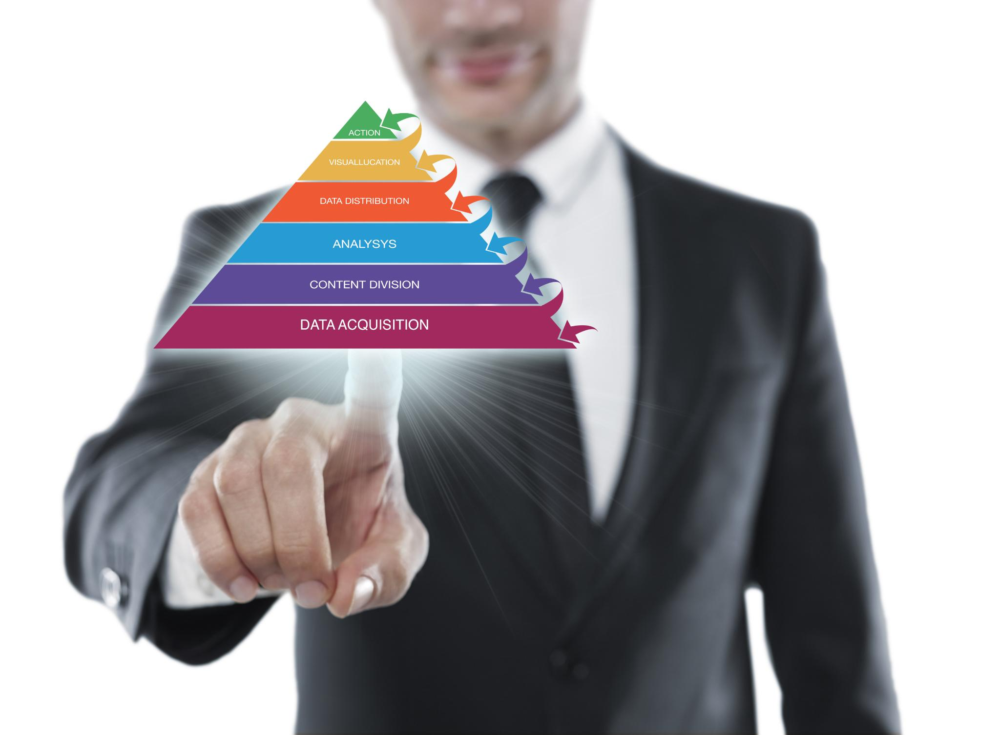 ACTION
VISUALLUCATION
DATA DISTRIBUTION
ANALYSYS
CONTENT DIVISION
DATA ACQUISITION